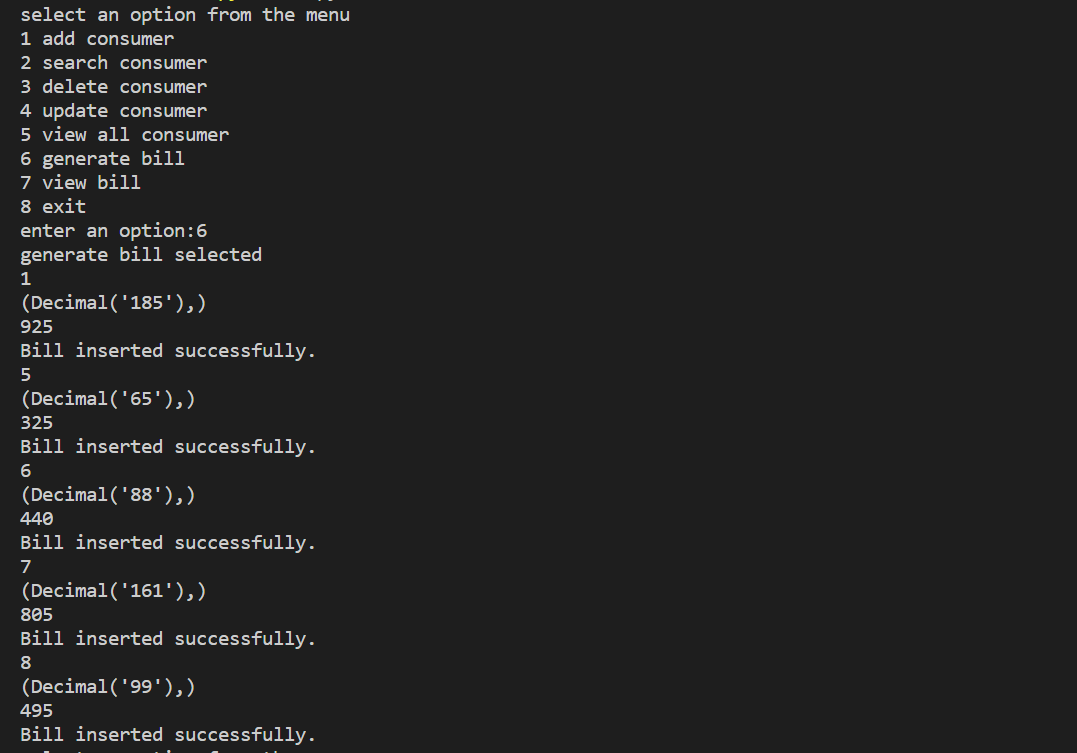 select an option from the menu
1 add consumer
2 search consumer
3 delete consumer
4 update consumer
5 view all consumer
6 generate bill
7 view bill
8 exit
enter an option:6
generate bill selected
1
(Decimal('185'),)
925
Bill inserted successfully.
5
(Decimal('65'),)
325
Bill inserted successfully.
6
(Decimal('88'),)
440
Bill inserted successfully.
7
(Decimal('161'),)
805
Bill inserted successfully.
8
(Decimal('99'),)
495
Bill inserted successfully.